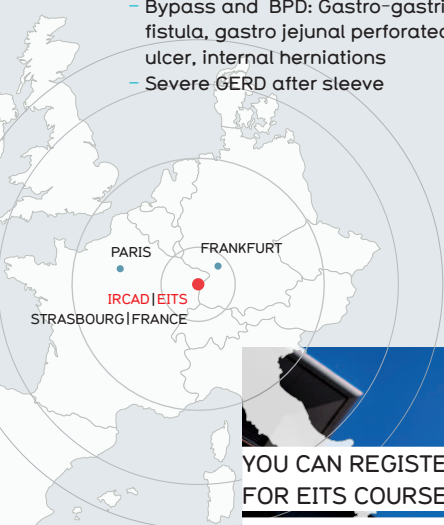 – Bypass and BPD: Gastro-gastri
fistula, gastro jejunal perforated
ulcer, internal herniations
– Severe GERD after sleeve
PARIS
FRANKFURT
IRCAD|EITS
STRASBOURG|FRANCE
YOU CAN REGISTE
FOR EITS COURSE